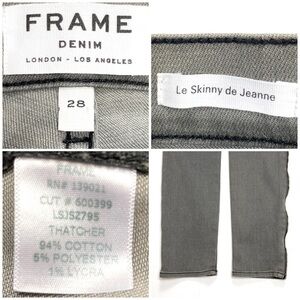 FRAME
DENIM
LONDON - LOS ANGELES
28
Le Skinny de Jeanne
FRAME
RN# 139021
CUT # 600399
LSJSZ795
THATCHER
94% COTTON
5% POLYESTER
1% LYCRA